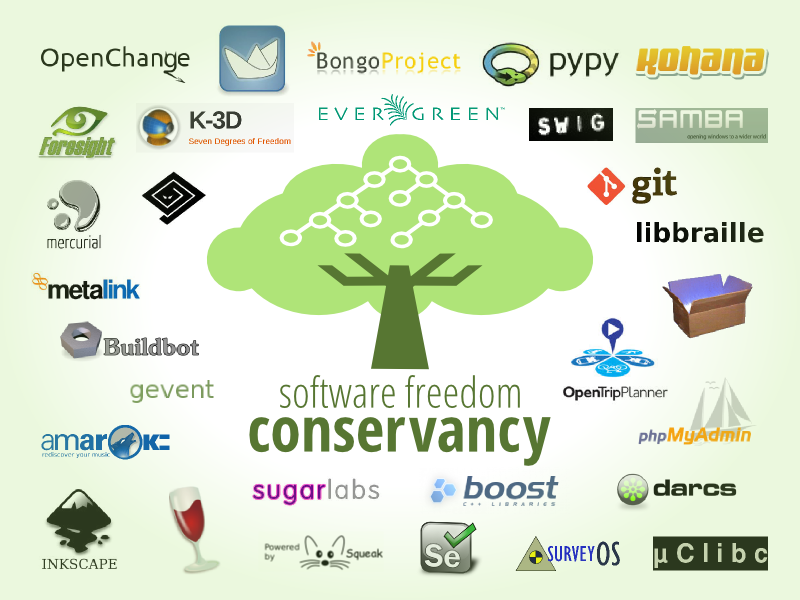 OpenChange
BongoProject
pypy
kohana
Foresight
K-3D
Seven Degrees of Freedom
EVERGREEN™
SWIG
SAMBA
opening windows to a wider world
mercurial
git
libbraille
metalink
Buildbot
OpenTripPlanner
gevent
software freedom
conservancy
phpMyAdmin
amarok
rediscover your music
sugarlabs
boost
C++ LIBRARIES
darcs
INKSCAPE
Powered
by
Squeak
Se
SURVEYOS
µClibc